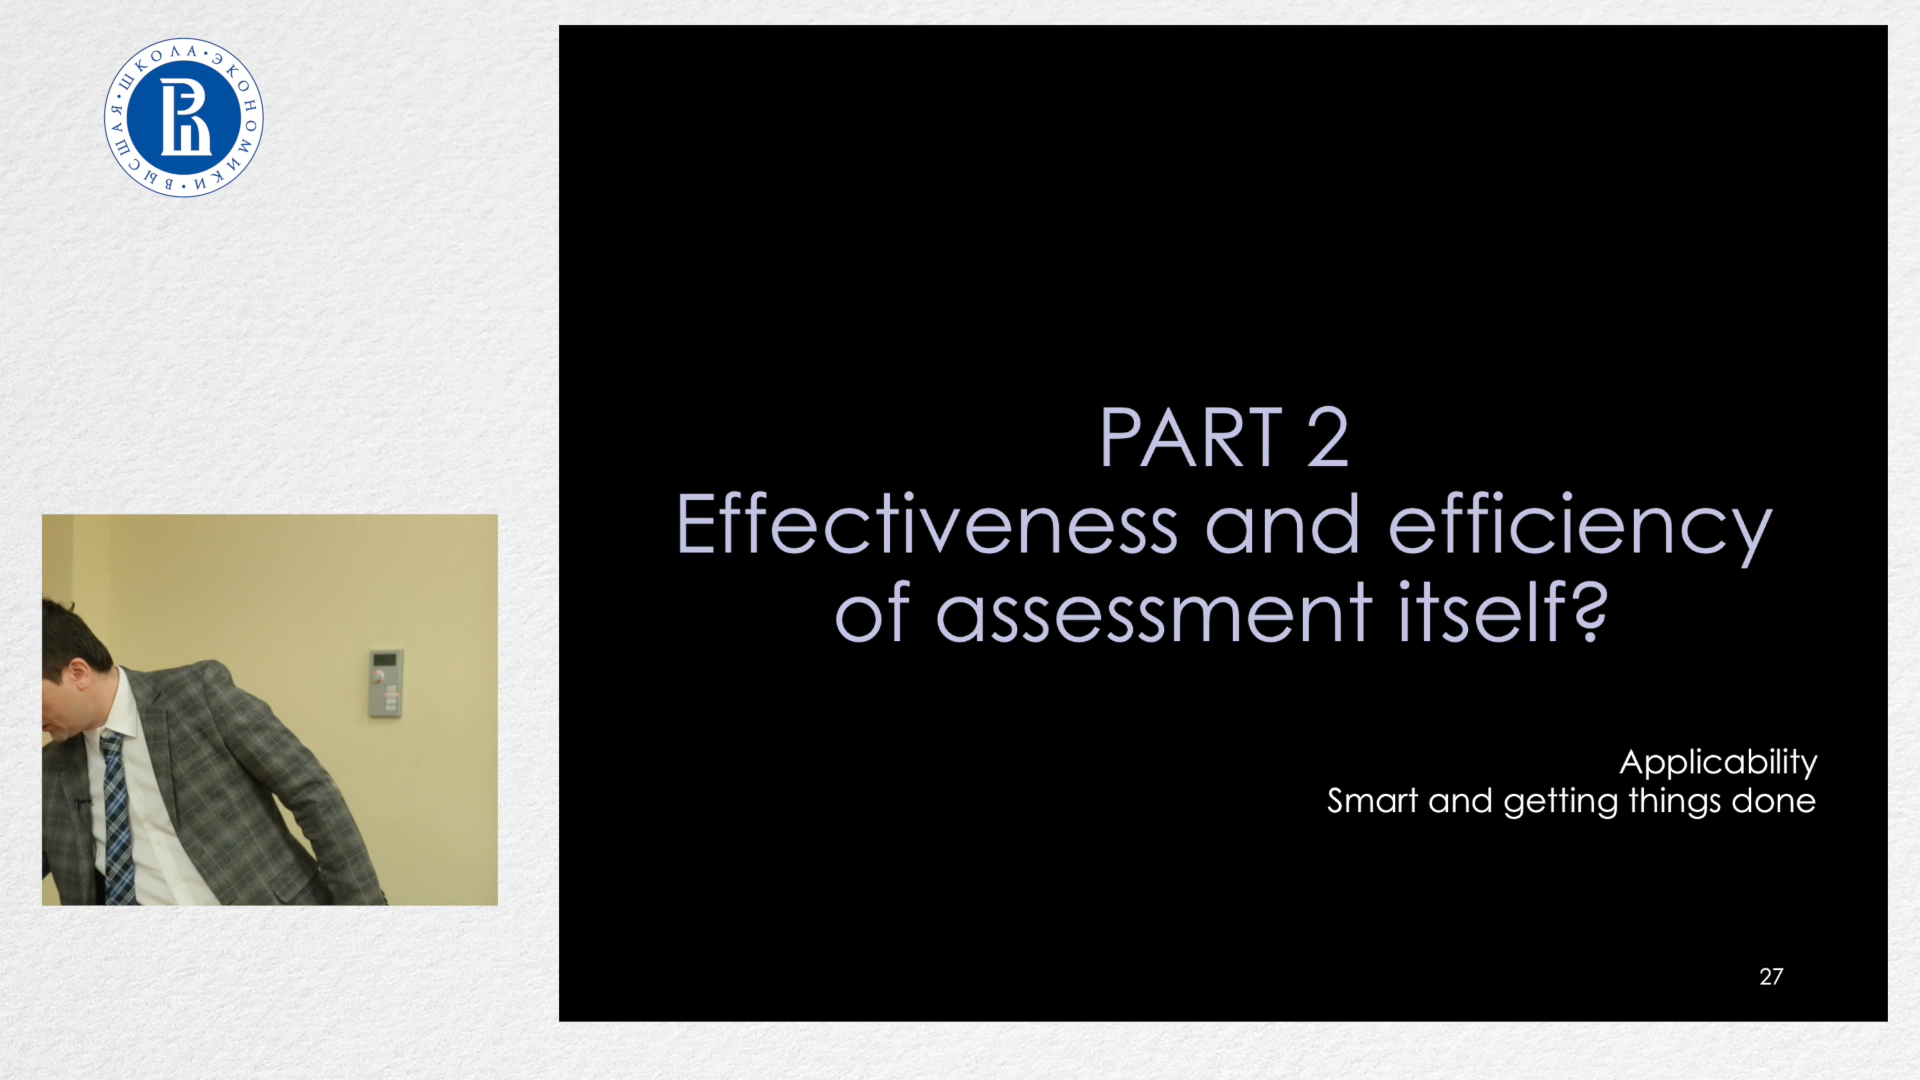 ВЫСШАЯ • ШКОЛА • ЭКОНОМИКИ •
PART 2
Effectiveness and efficiency
of assessment itself?
Applicability
Smart and getting things done
27